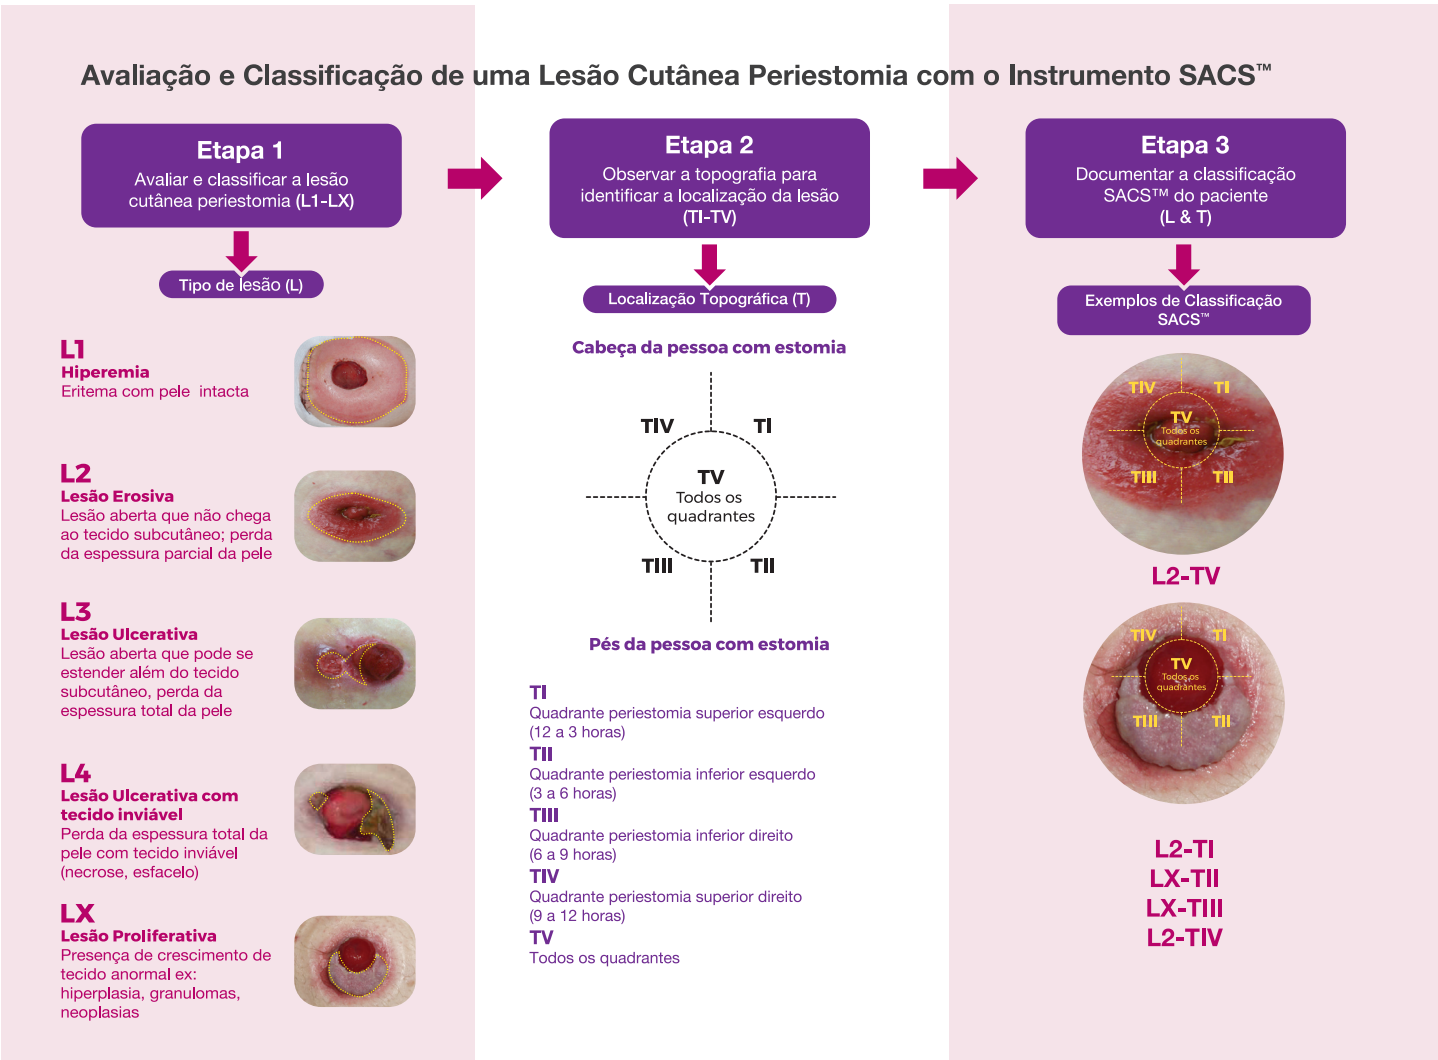 Avaliação e Classificação de uma Lesão Cutânea Periestomia com o Instrumento SACS™
Etapa 1
Avaliar e classificar a lesão
cutânea periestomia (L1-LX)
Tipo de lesão (L)
L1
Hiperemia
Eritema com pele intacta
L2
Lesão Erosiva
Lesão aberta que não chega
ao tecido subcutâneo; perda
da espessura parcial da pele
L3
Lesão Ulcerativa
Lesão aberta que pode se
estender além do tecido
subcutâneo, perda da
espessura total da pele
L4
Lesão Ulcerativa com
tecido inviável
Perda da espessura total da
pele com tecido inviável
(necrose, esfacelo)
LX
Lesão Proliferativa
Presença de crescimento de
tecido anormal ex:
hiperplasia, granulomas,
neoplasias
Etapa 2
Observar a topografia para
identificar a localização da lesão
(TI-TV)
Localização Topográfica (T)
Cabeça da pessoa com estomia
TIV TI
TV
Todos os
quadrantes
TIII TII
Pés da pessoa com estomia
TI
Quadrante periestomia superior esquerdo
(12 a 3 horas)
TII
Quadrante periestomia inferior esquerdo
(3 a 6 horas)
TIII
Quadrante periestomia inferior direito
(6 a 9 horas)
TIV
Quadrante periestomia superior direito
(9 a 12 horas)
TV
Todos os quadrantes
Etapa 3
Documentar a classificação
SACS™ do paciente
(L & T)
Exemplos de Classificação
SACS™
TIV TI
TV
Todos os
quadrantes
TIII TII
L2-TV
TIV TI
TV
Todos os
quadrantes
TIII TII
L2-TI
LX-TII
LX-TIII
L2-TIV